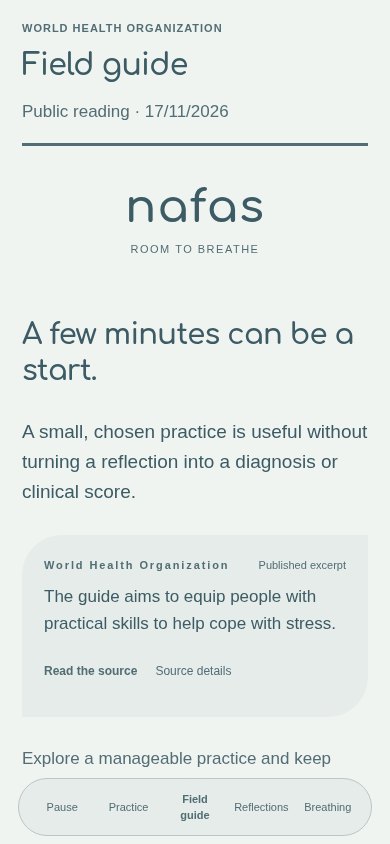 WORLD HEALTH ORGANIZATION
Field guide
Public reading · 17/11/2026
nafas
ROOM TO BREATHE
A few minutes can be a
start.
A small, chosen practice is useful without
turning a reflection into a diagnosis or
clinical score.
World Health Organization Published excerpt
The guide aims to equip people with
practical skills to help cope with stress.
Read the source Source details
Explore a manageable practice and keep
Pause Practice Field guide Reflections Breathing